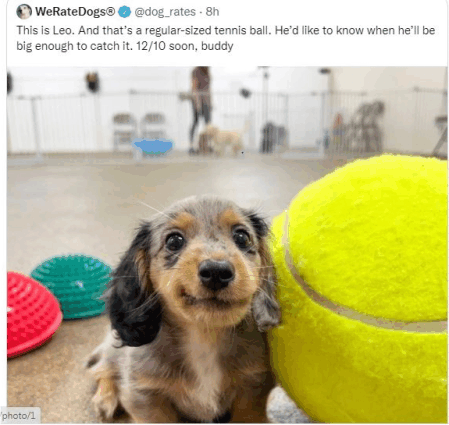 WeRateDogs® @dog_rates · 8h
This is Leo. And that's a regular-sized tennis ball. He'd like to know when he'll be
big enough to catch it. 12/10 soon, buddy
/photo/1